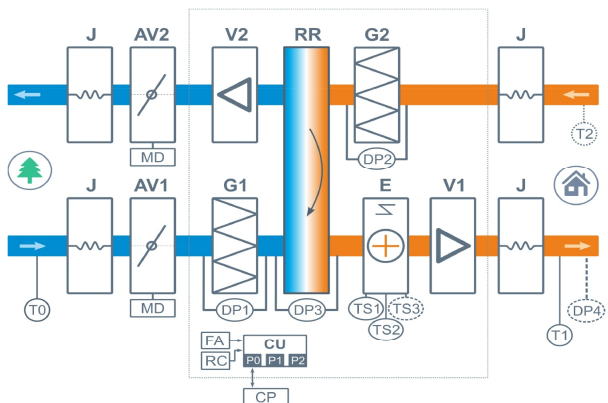 J AV2 V2 RR G2 J
MD DP2 T2
J AV1 G1 E V1 J
T0 MD DP1 DP3 TS1 TS3 TS2 T1 DP4
FA CU
RC P0 P1 P2
CP